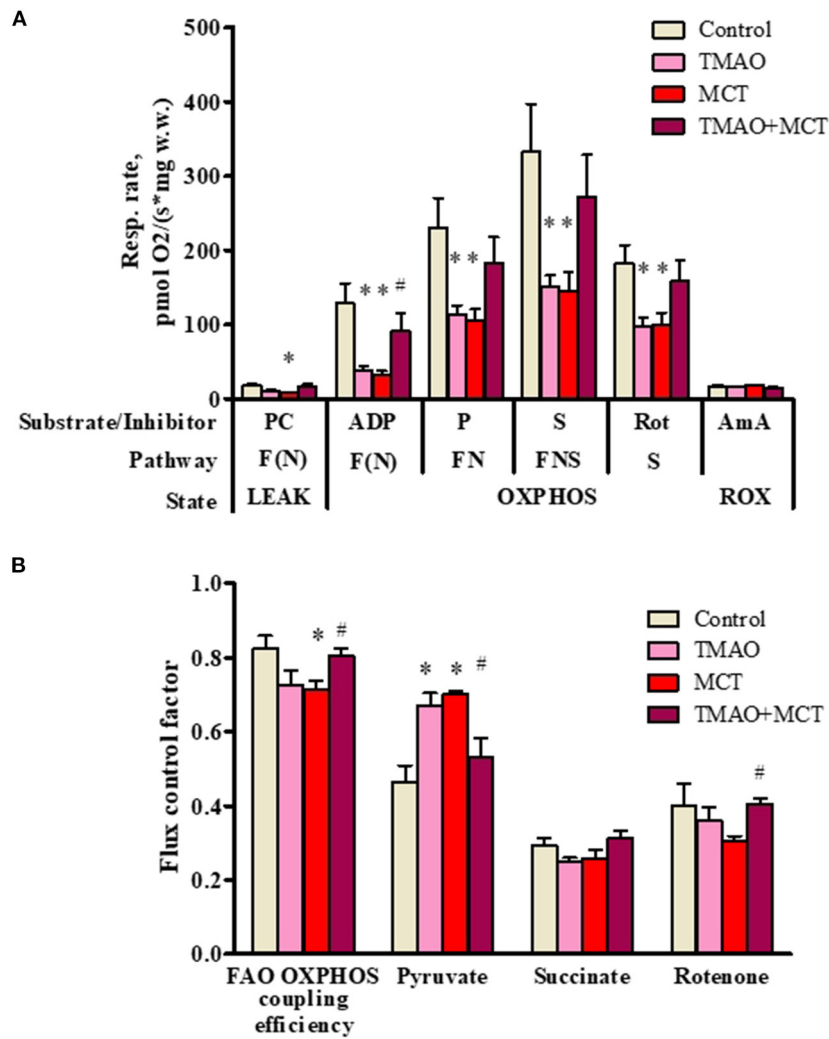 A
500
400
300
200
100
0
Resp. rate,
pmol O2/(s*mg w.w.)
Control
TMAO
MCT
TMAO+MCT
*
* * #
* *
* *
* *
Substrate/Inhibitor PC ADP P S Rot AmA
Pathway F(N) F(N) FN FNS S
State LEAK OXPHOS ROX
B
1.0
0.8
0.6
0.4
0.2
0.0
Flux control factor
Control
TMAO
MCT
TMAO+MCT
* #
* * #
#
FAO OXPHOS
coupling
efficiency
Pyruvate
Succinate
Rotenone